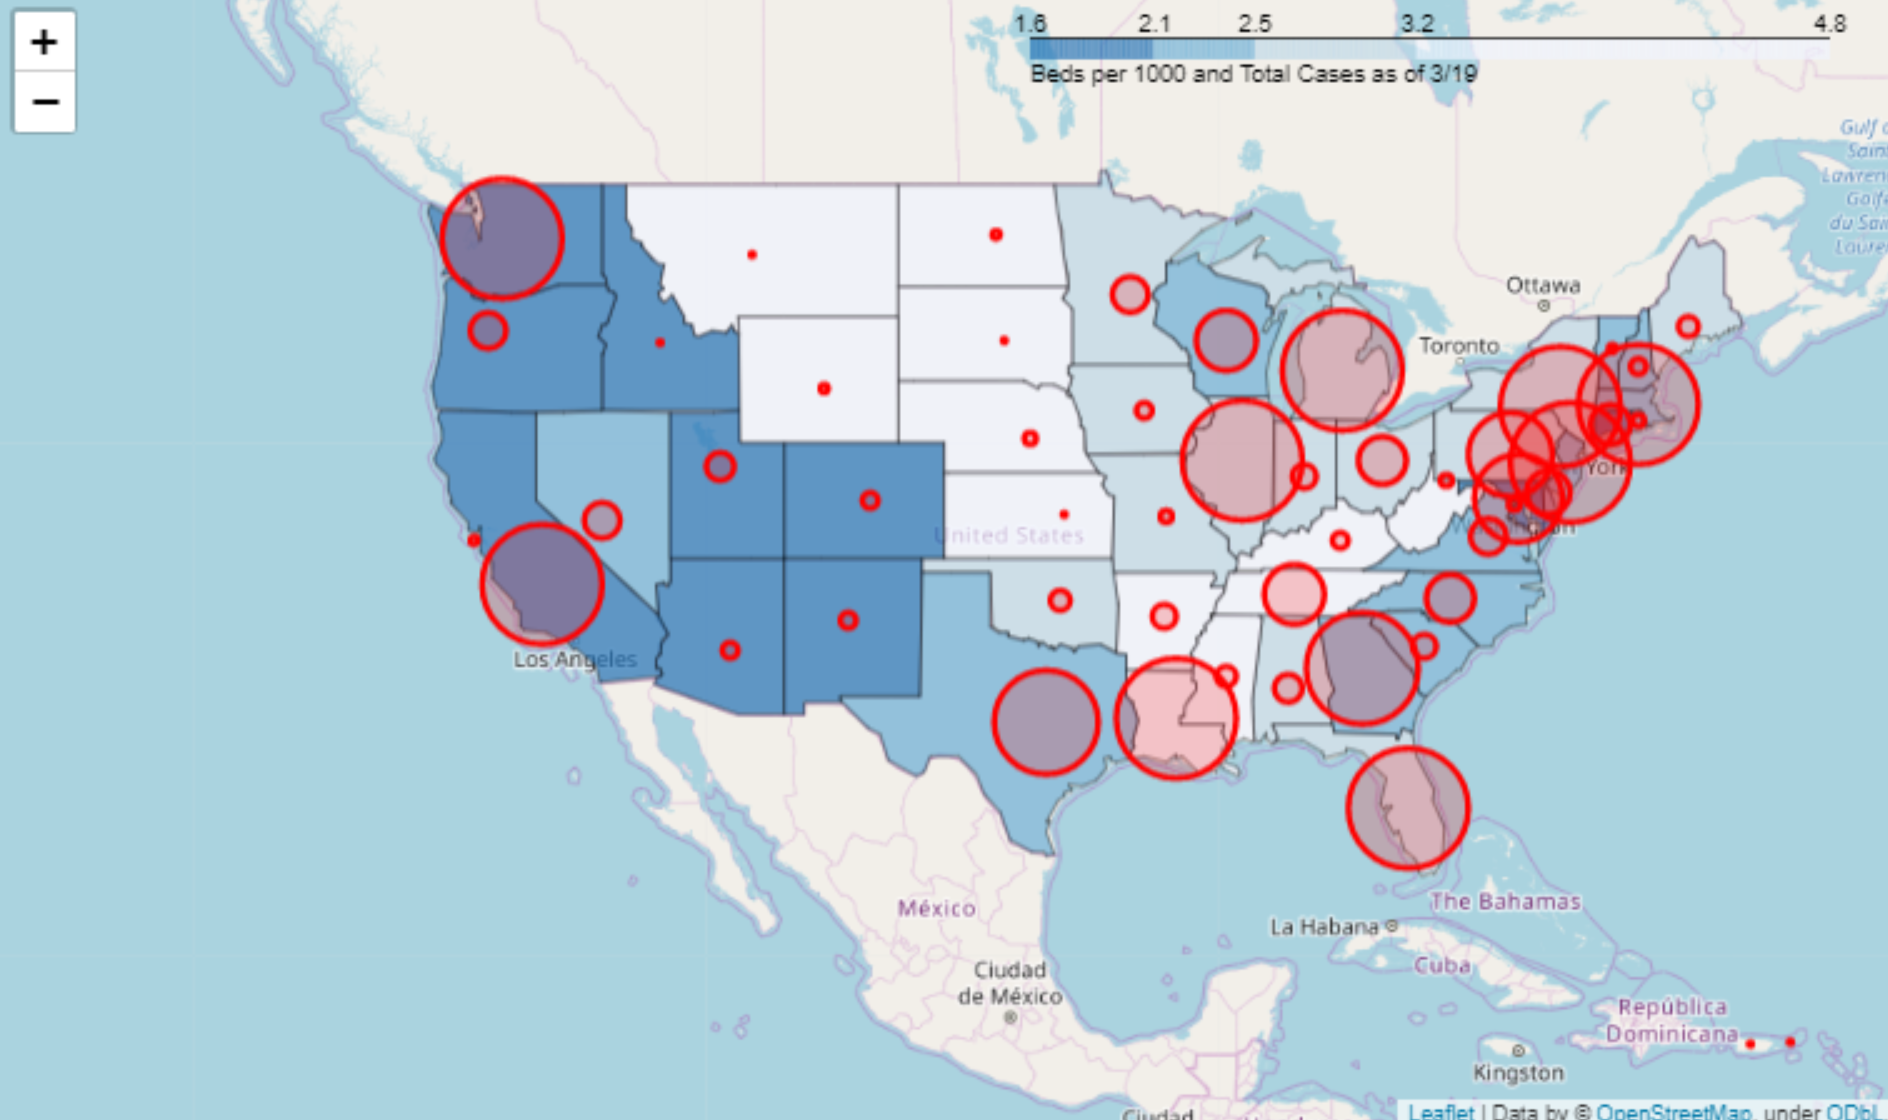 +
−
1.6 2.1 2.5 3.2 4.8
Beds per 1000 and Total Cases as of 3/19
Ottawa
Toronto
York
United States
Los Angeles
México
Ciudad
de México
La Habana
The Bahamas
Cuba
República
Dominicana
Kingston
Ciudad
Leaflet | Data by © OpenStreetMap, under ODbL